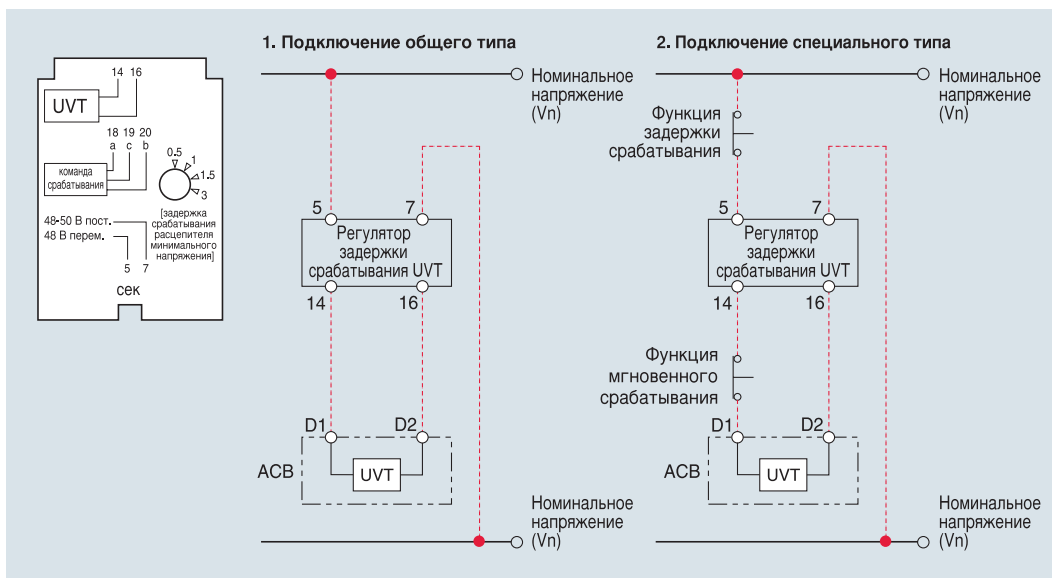 14 16
UVT
18 19 20
a c b
команда
срабатывания
0.5
1
1.5
3
48-50 В пост.
48 В перем.
5 7
[задержка
срабатывания
расцепителя
минимального
напряжения]
сек
1. Подключение общего типа
Номинальное
напряжение
(Vn)
5 7
Регулятор
задержки
срабатывания UVT
14 16
D1 D2
ACB
UVT
Номинальное
напряжение
(Vn)
2. Подключение специального типа
Номинальное
напряжение
(Vn)
Функция
задержки
срабатывания
5 7
Регулятор
задержки
срабатывания UVT
14 16
Функция
мгновенного
срабатывания
D1 D2
ACB
UVT
Номинальное
напряжение
(Vn)